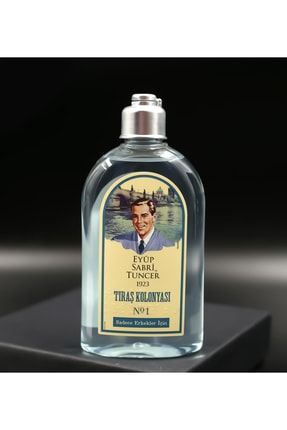 EYÜP
SABRİ
TUNCER
1923
TIRAŞ KOLONYASI
Nº1
Sadece Erkekler İçin